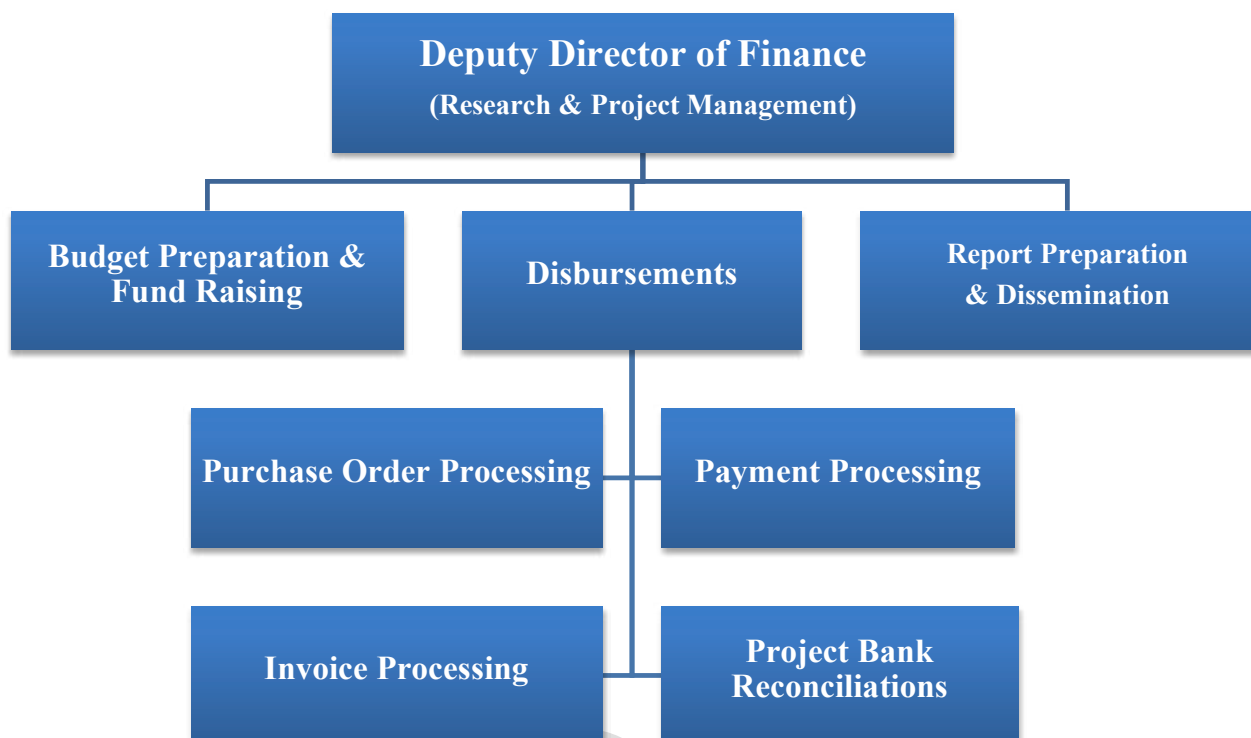 Deputy Director of Finance
(Research & Project Management)
Budget Preparation &
Fund Raising
Disbursements
Report Preparation
& Dissemination
Purchase Order Processing
Payment Processing
Invoice Processing
Project Bank
Reconciliations